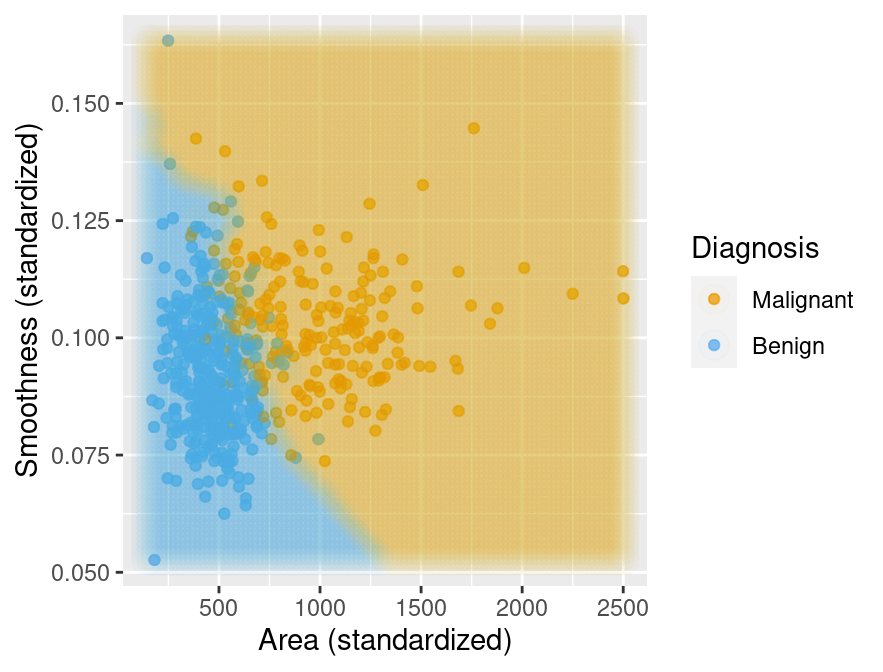 0.150
0.125
0.100
0.075
0.050
500 1000 1500 2000 2500
Area (standardized)
Smoothness (standardized)
Diagnosis
Malignant
Benign